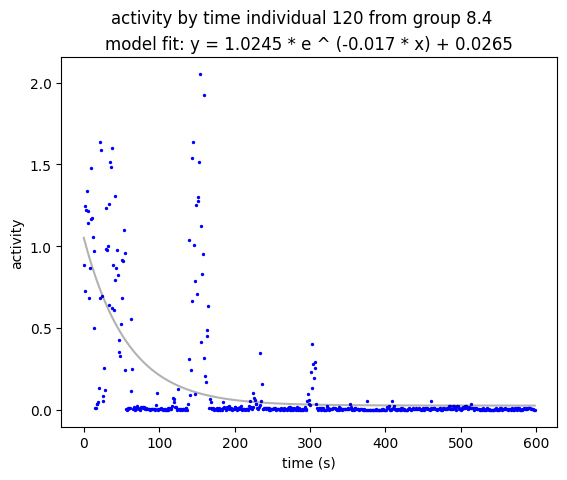 activity by time individual 120 from group 8.4
model fit: y = 1.0245 * e ^ (-0.017 * x) + 0.0265
2.0
1.5
1.0
0.5
0.0
activity
0 100 200 300 400 500 600
time (s)